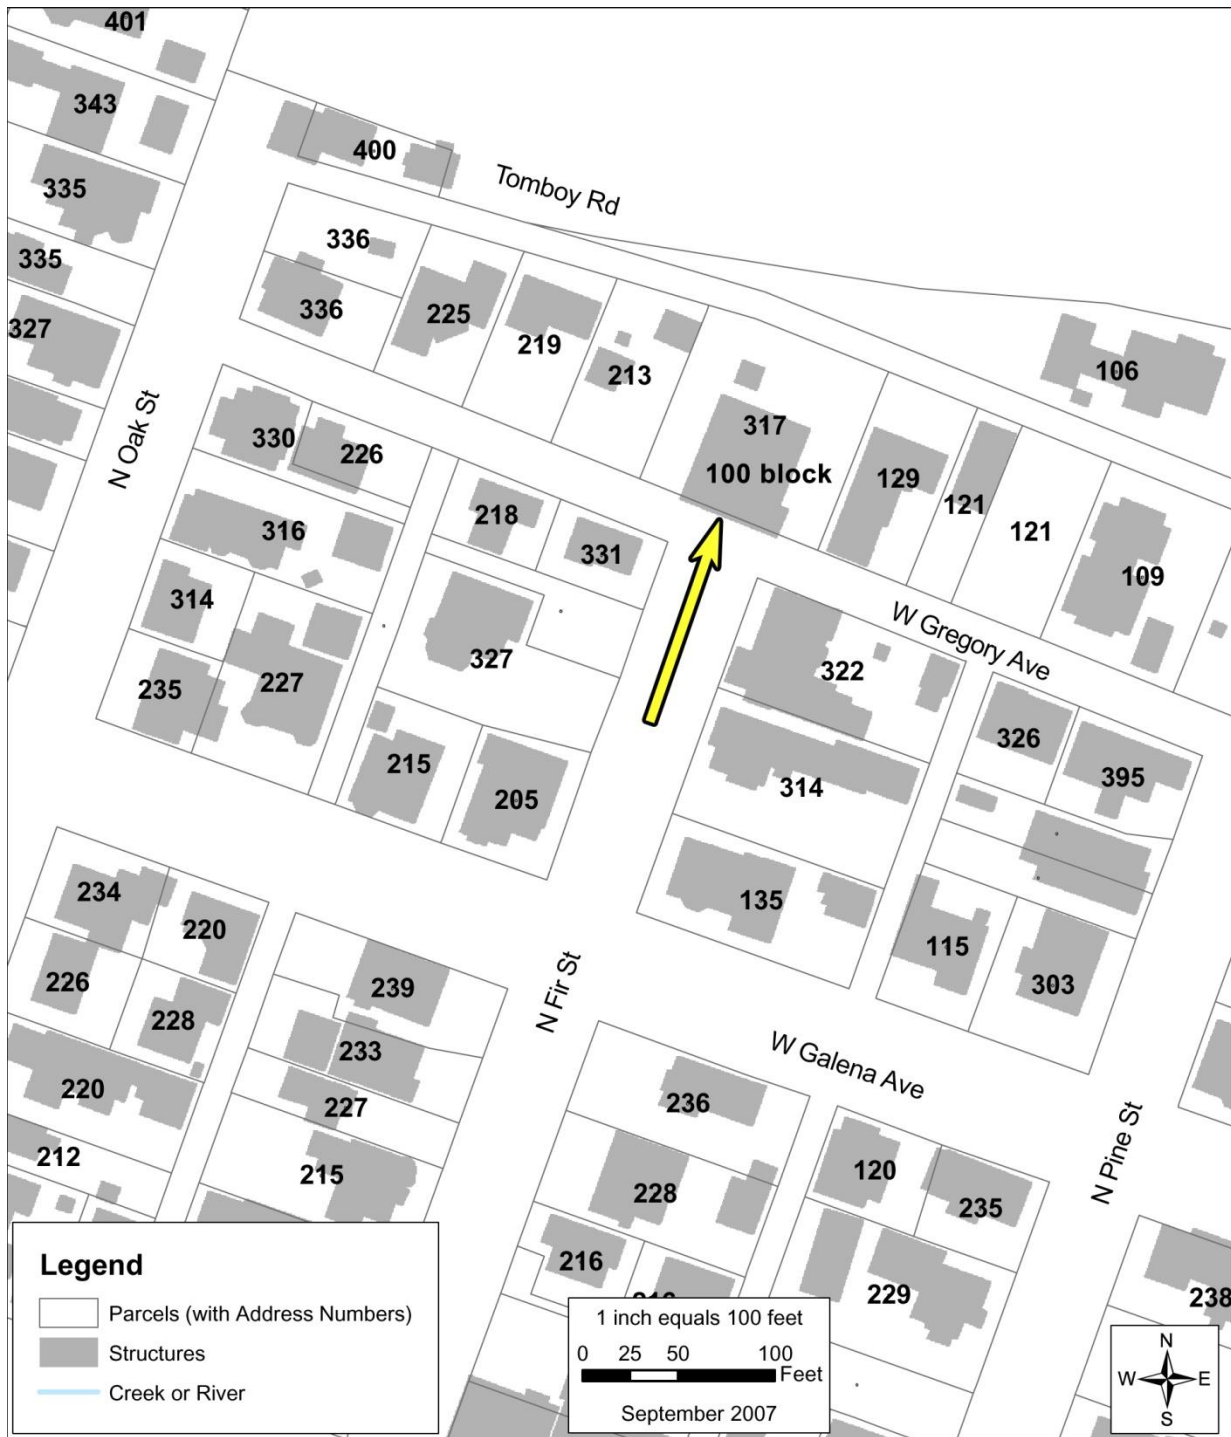 401
343
400
335
Tomboy Rd
336
335
336
225
219
327
213
106
317
330
226
100 block
129
N Oak St
121
218
316
331
121
109
314
W Gregory Ave
327
322
235
227
326
215
395
205
314
234
220
135
115
226
239
303
228
N Fir St
233
W Galena Ave
220
227
236
212
215
228
120
235
N Pine St
216
229
238
Legend
Parcels (with Address Numbers)
Structures
Creek or River
1 inch equals 100 feet
0 25 50 100
Feet
September 2007
N
W E
S